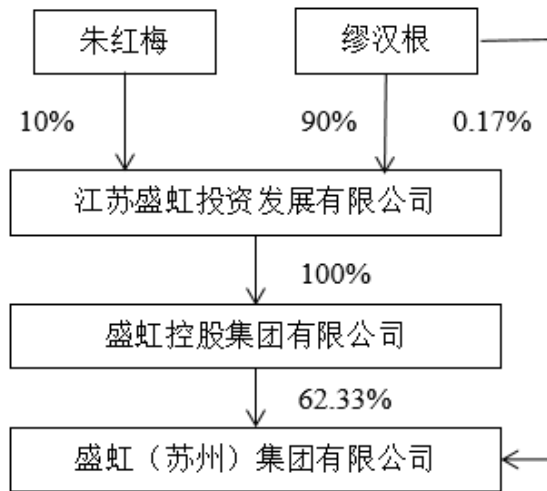 朱红梅
缪汉根
10%
90%
0.17%
江苏盛虹投资发展有限公司
100%
盛虹控股集团有限公司
62.33%
盛虹（苏州）集团有限公司